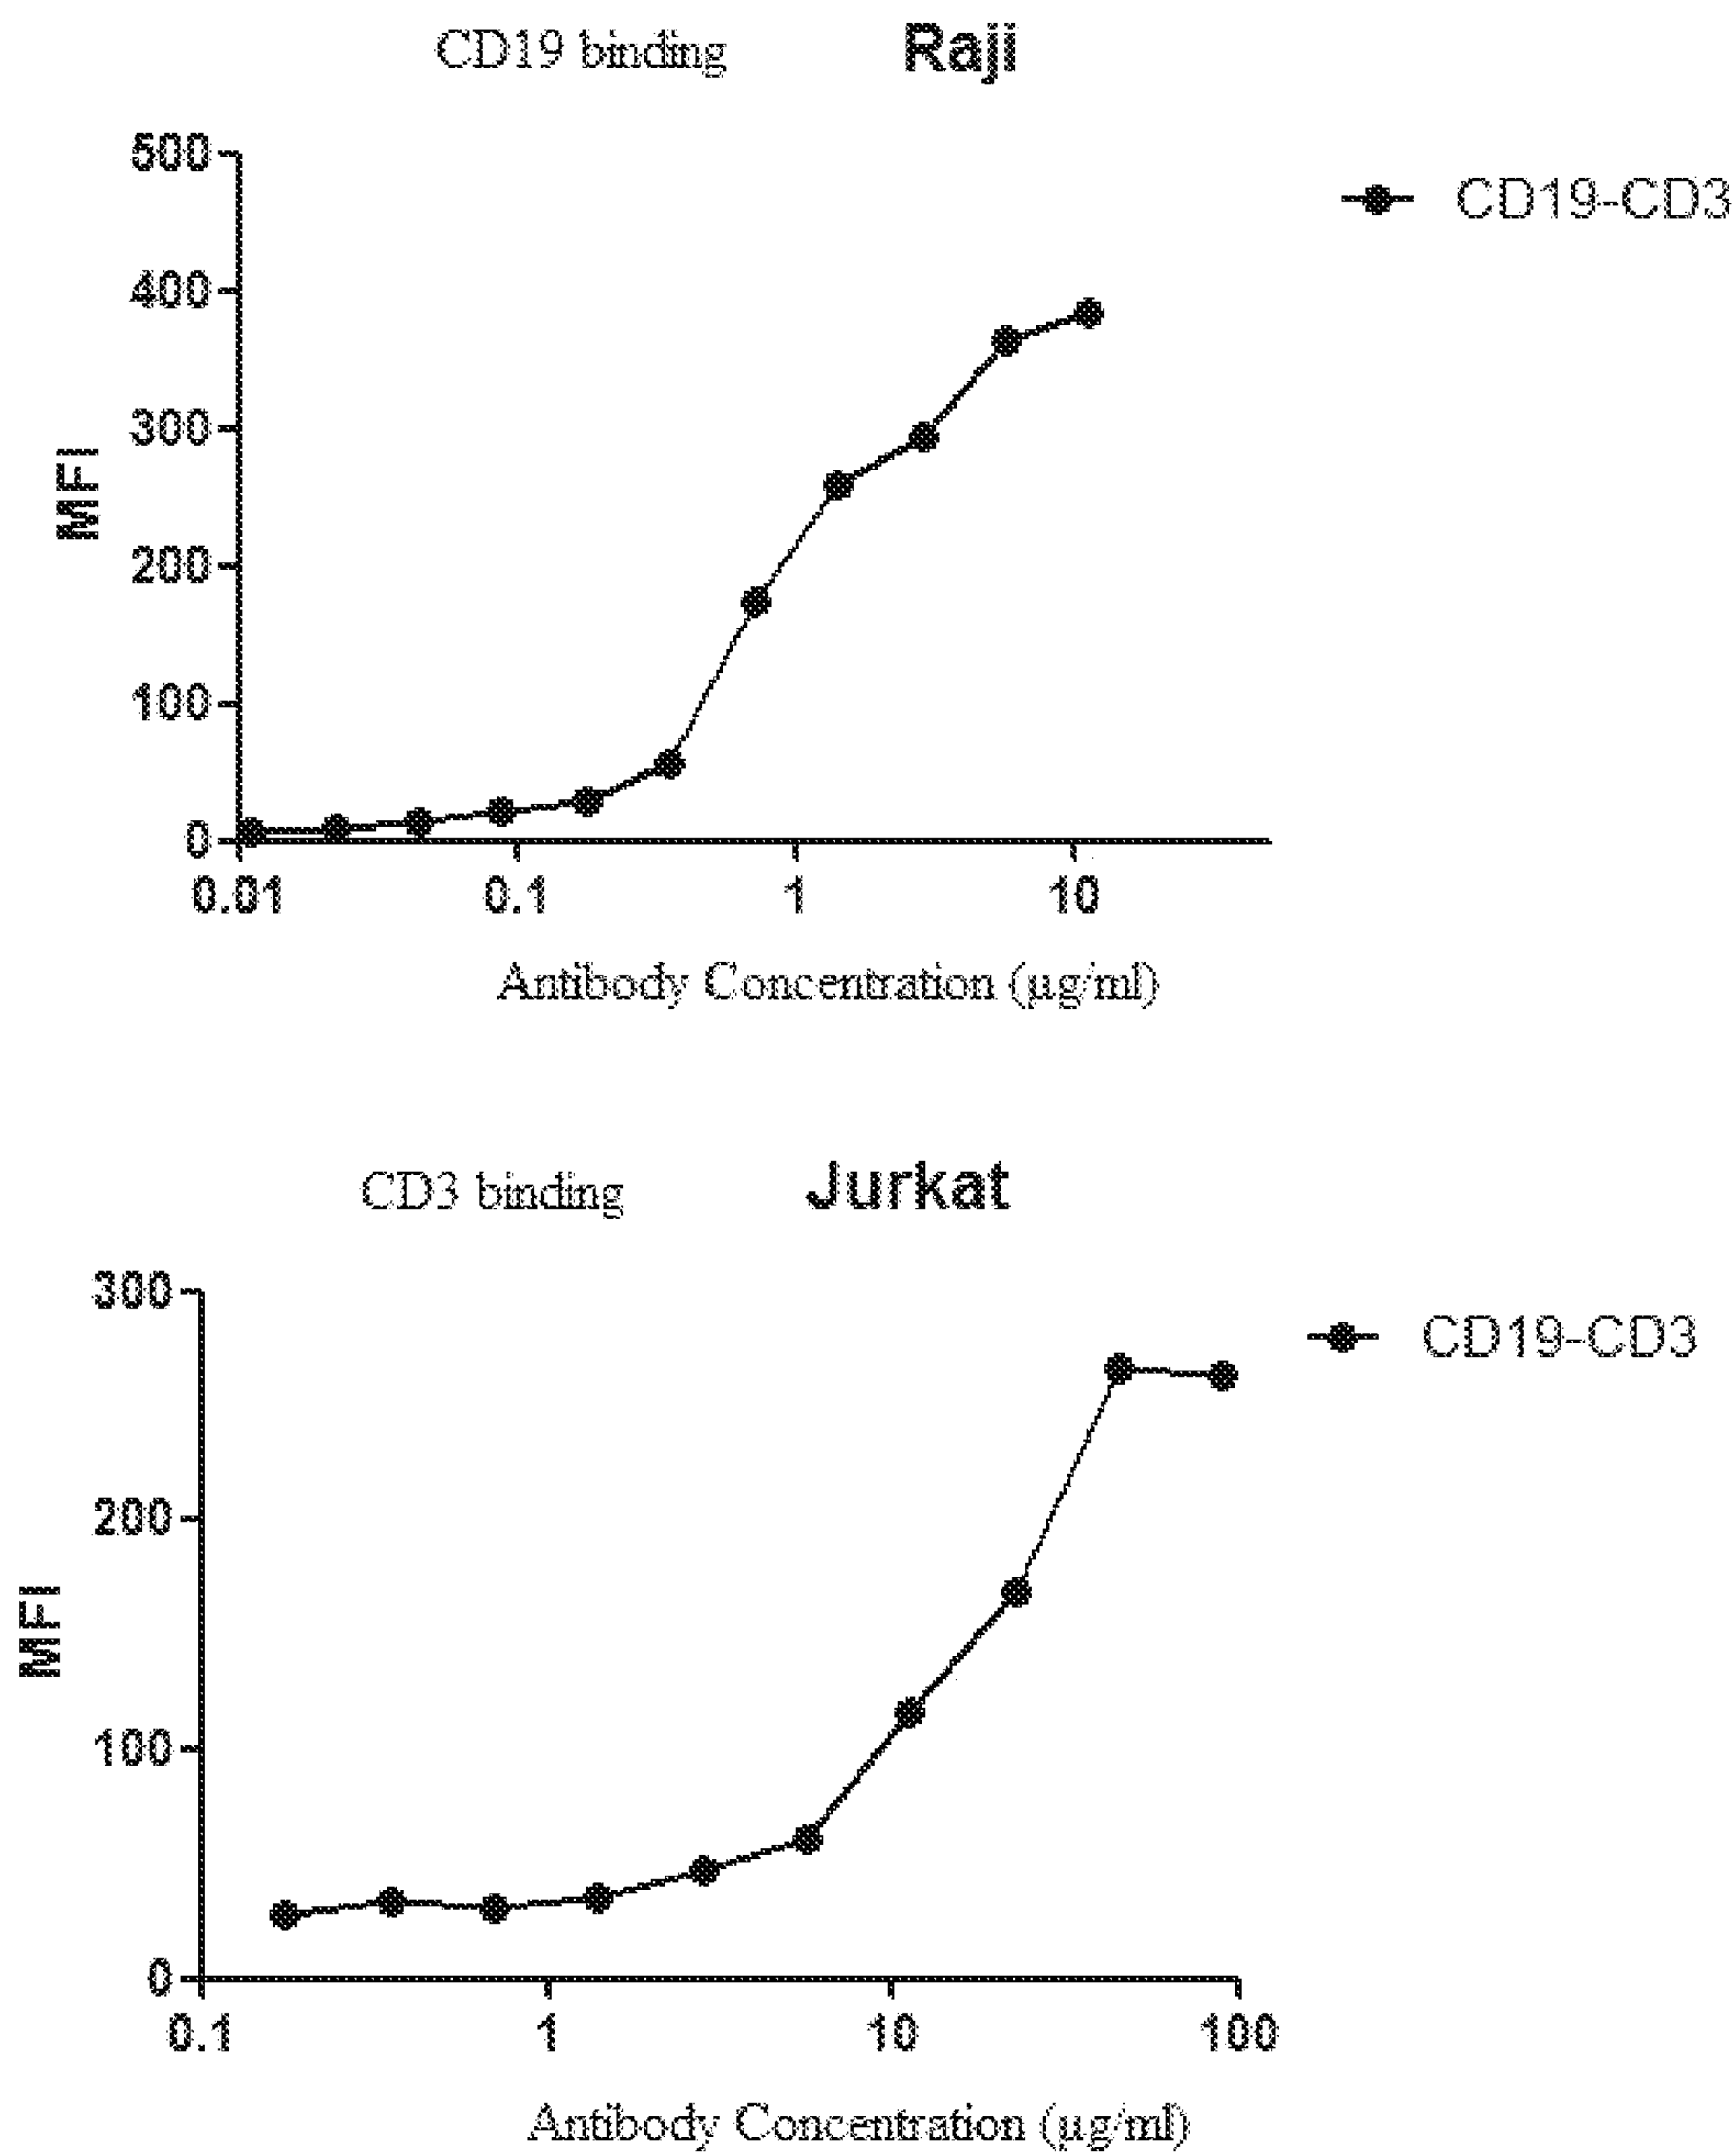 CD19 binding Raji
500
CD19-CD3
400
300
MFI
200
100
0
0.01 0.1 1 10
Antibody Concentration (µg/ml)
CD3 binding Jurkat
300
CD19-CD3
200
MFI
100
0
0.1 1 10 100
Antibody Concentration (µg/ml)